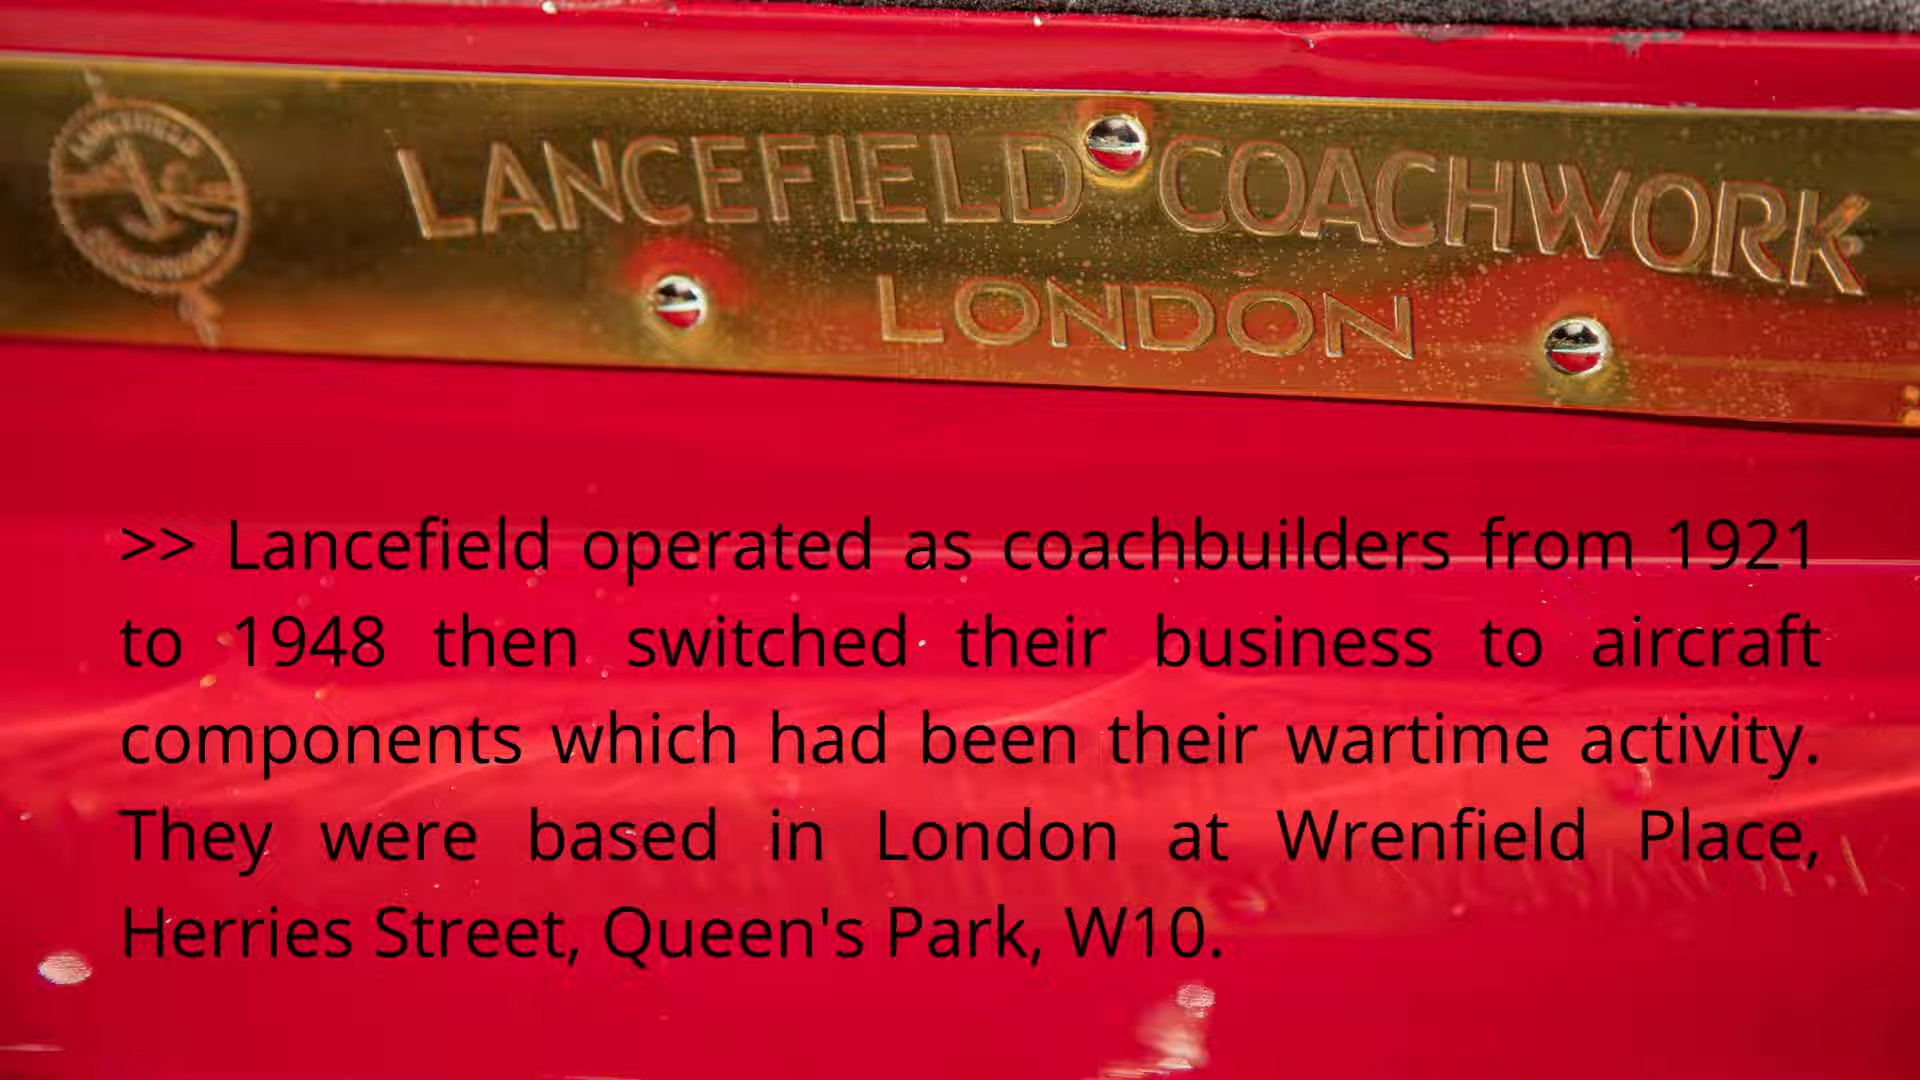 LANCEFIELD
LANCEFIELD COACHWORK
LONDON
>> Lancefield operated as coachbuilders from 1921
to 1948 then switched their business to aircraft
components which had been their wartime activity.
They were based in London at Wrenfield Place,
Herries Street, Queen's Park, W10.